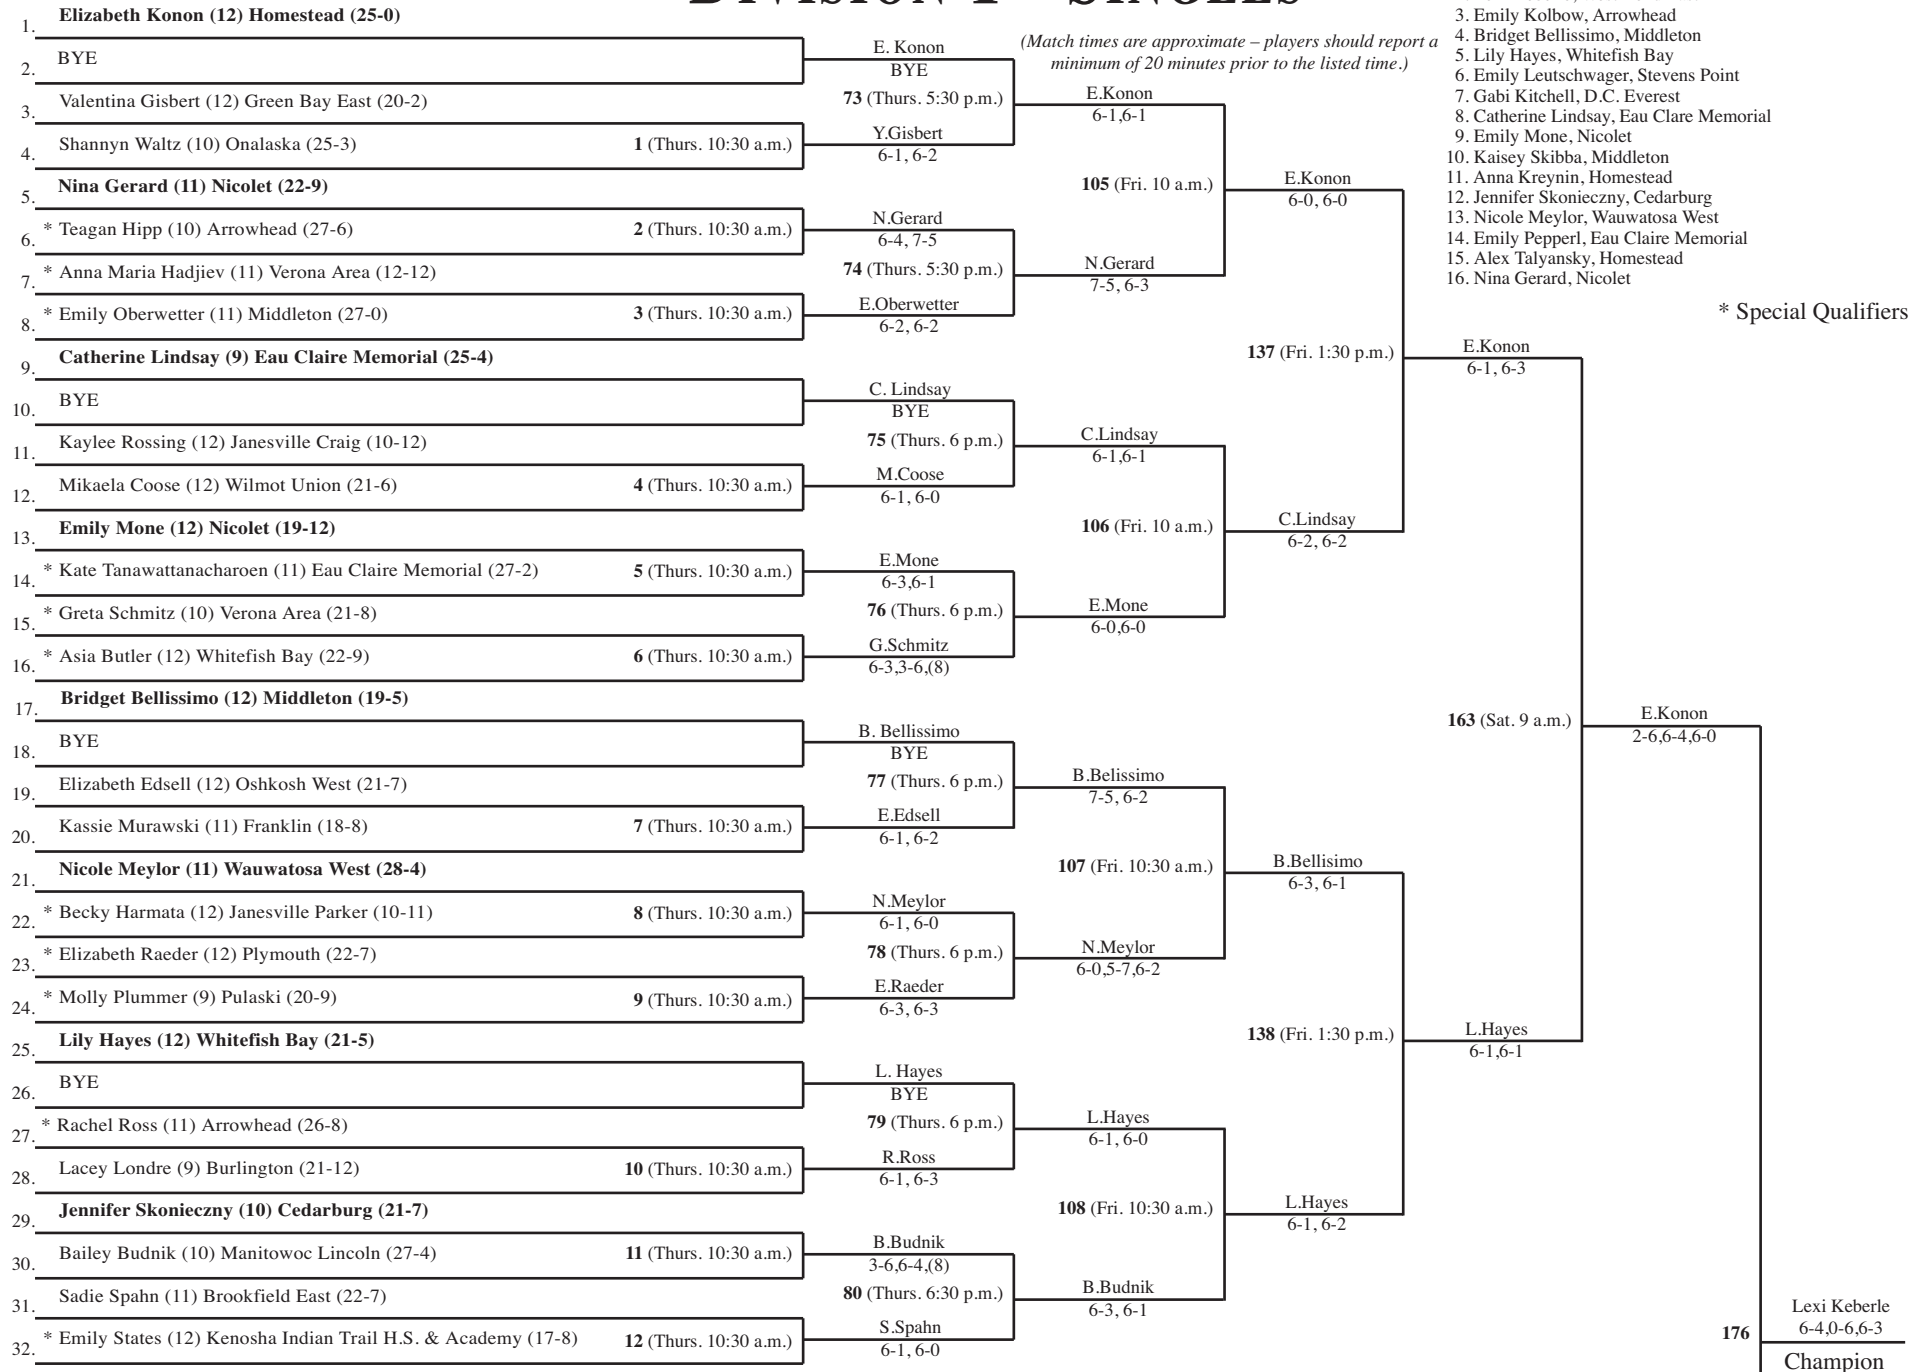 DIVISION 1 – SINGLES
(Match times are approximate – players should report a
minimum of 20 minutes prior to the listed time.)
3. Emily Kolbow, Arrowhead
4. Bridget Bellissimo, Middleton
5. Lily Hayes, Whitefish Bay
6. Emily Leutschwager, Stevens Point
7. Gabi Kitchell, D.C. Everest
8. Catherine Lindsay, Eau Clare Memorial
9. Emily Mone, Nicolet
10. Kaisey Skibba, Middleton
11. Anna Kreynin, Homestead
12. Jennifer Skonieczny, Cedarburg
13. Nicole Meylor, Wauwatosa West
14. Emily Pepperl, Eau Claire Memorial
15. Alex Talyansky, Homestead
16. Nina Gerard, Nicolet
* Special Qualifiers
1. Elizabeth Konon (12) Homestead (25-0)
2. BYE
3. Valentina Gisbert (12) Green Bay East (20-2)
4. Shannyn Waltz (10) Onalaska (25-3) 1 (Thurs. 10:30 a.m.)
5. Nina Gerard (11) Nicolet (22-9)
6. * Teagan Hipp (10) Arrowhead (27-6) 2 (Thurs. 10:30 a.m.)
7. * Anna Maria Hadjiev (11) Verona Area (12-12)
8. * Emily Oberwetter (11) Middleton (27-0) 3 (Thurs. 10:30 a.m.)
9. Catherine Lindsay (9) Eau Claire Memorial (25-4)
10. BYE
11. Kaylee Rossing (12) Janesville Craig (10-12)
12. Mikaela Coose (12) Wilmot Union (21-6) 4 (Thurs. 10:30 a.m.)
13. Emily Mone (12) Nicolet (19-12)
14. * Kate Tanawattanacharoen (11) Eau Claire Memorial (27-2) 5 (Thurs. 10:30 a.m.)
15. * Greta Schmitz (10) Verona Area (21-8)
16. * Asia Butler (12) Whitefish Bay (22-9) 6 (Thurs. 10:30 a.m.)
17. Bridget Bellissimo (12) Middleton (19-5)
18. BYE
19. Elizabeth Edsell (12) Oshkosh West (21-7)
20. Kassie Murawski (11) Franklin (18-8) 7 (Thurs. 10:30 a.m.)
21. Nicole Meylor (11) Wauwatosa West (28-4)
22. * Becky Harmata (12) Janesville Parker (10-11) 8 (Thurs. 10:30 a.m.)
23. * Elizabeth Raeder (12) Plymouth (22-7)
24. * Molly Plummer (9) Pulaski (20-9) 9 (Thurs. 10:30 a.m.)
25. Lily Hayes (12) Whitefish Bay (21-5)
26. BYE
27. * Rachel Ross (11) Arrowhead (26-8)
28. Lacey Londre (9) Burlington (21-12) 10 (Thurs. 10:30 a.m.)
29. Jennifer Skonieczny (10) Cedarburg (21-7)
30. Bailey Budnik (10) Manitowoc Lincoln (27-4) 11 (Thurs. 10:30 a.m.)
31. Sadie Spahn (11) Brookfield East (22-7)
32. * Emily States (12) Kenosha Indian Trail H.S. & Academy (17-8) 12 (Thurs. 10:30 a.m.)
E. Konon
BYE
73 (Thurs. 5:30 p.m.)
Y.Gisbert
6-1, 6-2
N.Gerard
6-4, 7-5
74 (Thurs. 5:30 p.m.)
E.Oberwetter
6-2, 6-2
C. Lindsay
BYE
75 (Thurs. 6 p.m.)
M.Coose
6-1, 6-0
E.Mone
6-3,6-1
76 (Thurs. 6 p.m.)
G.Schmitz
6-3,3-6,(8)
B. Bellissimo
BYE
77 (Thurs. 6 p.m.)
E.Edsell
6-1, 6-2
N.Meylor
6-1, 6-0
78 (Thurs. 6 p.m.)
E.Raeder
6-3, 6-3
L. Hayes
BYE
79 (Thurs. 6 p.m.)
R.Ross
6-1, 6-3
B.Budnik
3-6,6-4,(8)
80 (Thurs. 6:30 p.m.)
S.Spahn
6-1, 6-0
E.Konon
6-1,6-1
105 (Fri. 10 a.m.)
N.Gerard
7-5, 6-3
C.Lindsay
6-1,6-1
106 (Fri. 10 a.m.)
E.Mone
6-0,6-0
B.Belissimo
7-5, 6-2
107 (Fri. 10:30 a.m.)
N.Meylor
6-0,5-7,6-2
L.Hayes
6-1, 6-0
108 (Fri. 10:30 a.m.)
B.Budnik
6-3, 6-1
E.Konon
6-0, 6-0
137 (Fri. 1:30 p.m.)
C.Lindsay
6-2, 6-2
B.Bellisimo
6-3, 6-1
138 (Fri. 1:30 p.m.)
L.Hayes
6-1, 6-2
E.Konon
6-1, 6-3
163 (Sat. 9 a.m.)
L.Hayes
6-1,6-1
E.Konon
2-6,6-4,6-0
176
Lexi Keberle
6-4,0-6,6-3
Champion